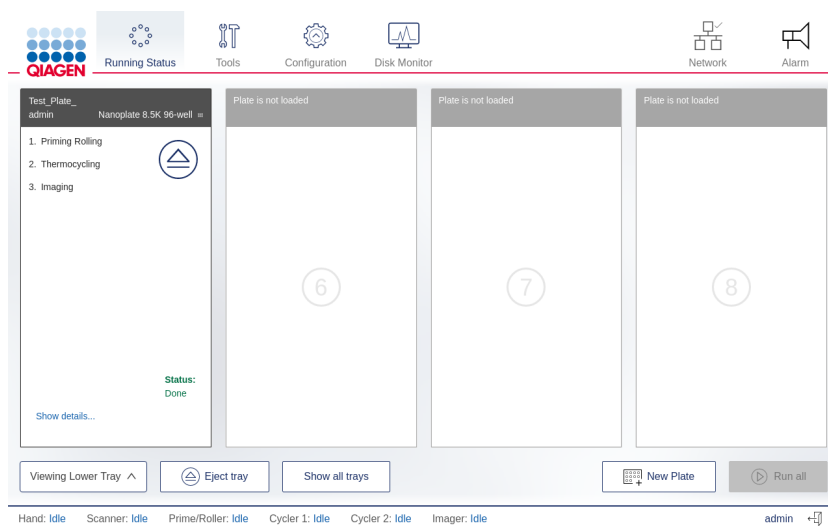 QIAGEN
Running Status
Tools
Configuration
Disk Monitor
Network
Alarm
Test_Plate_
admin Nanoplate 8.5K 96-well
1. Priming Rolling
2. Thermocycling
3. Imaging
Status:
Done
Show details...
Plate is not loaded
6
Plate is not loaded
7
Plate is not loaded
8
Viewing Lower Tray
Eject tray
Show all trays
New Plate
Run all
Hand: Idle Scanner: Idle Prime/Roller: Idle Cycler 1: Idle Cycler 2: Idle Imager: Idle admin